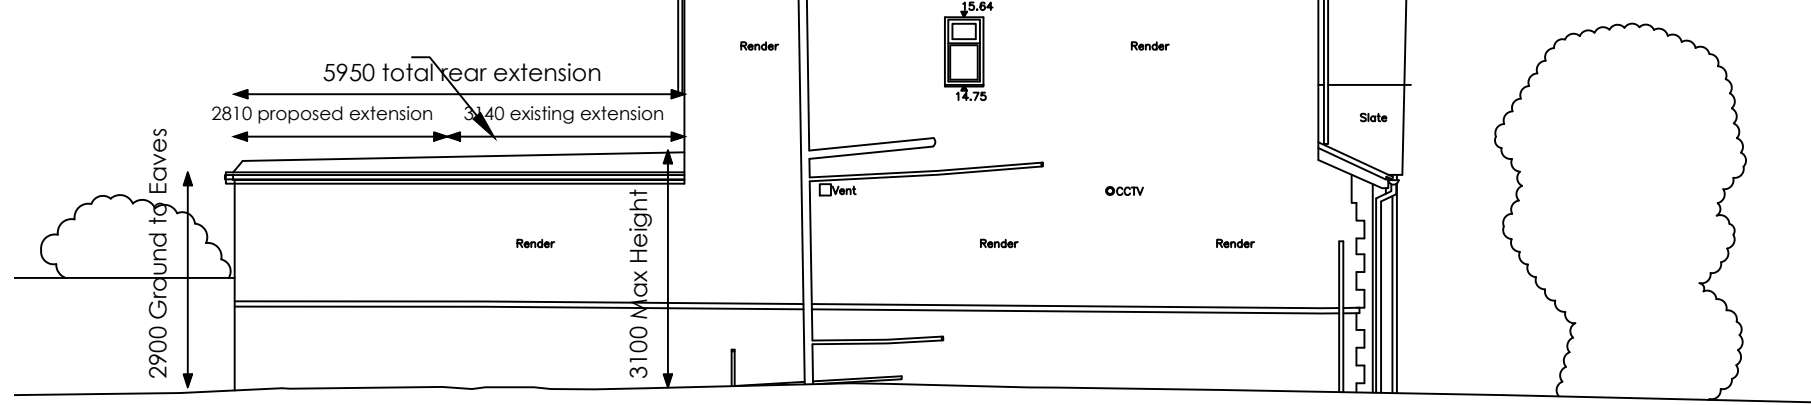 15.64
Render
Render
5950 total rear extension
14.75
2810 proposed extension
3140 existing extension
Slate
2900 Ground to Eaves
3100 Max Height
Vent
CCTV
Render
Render
Render